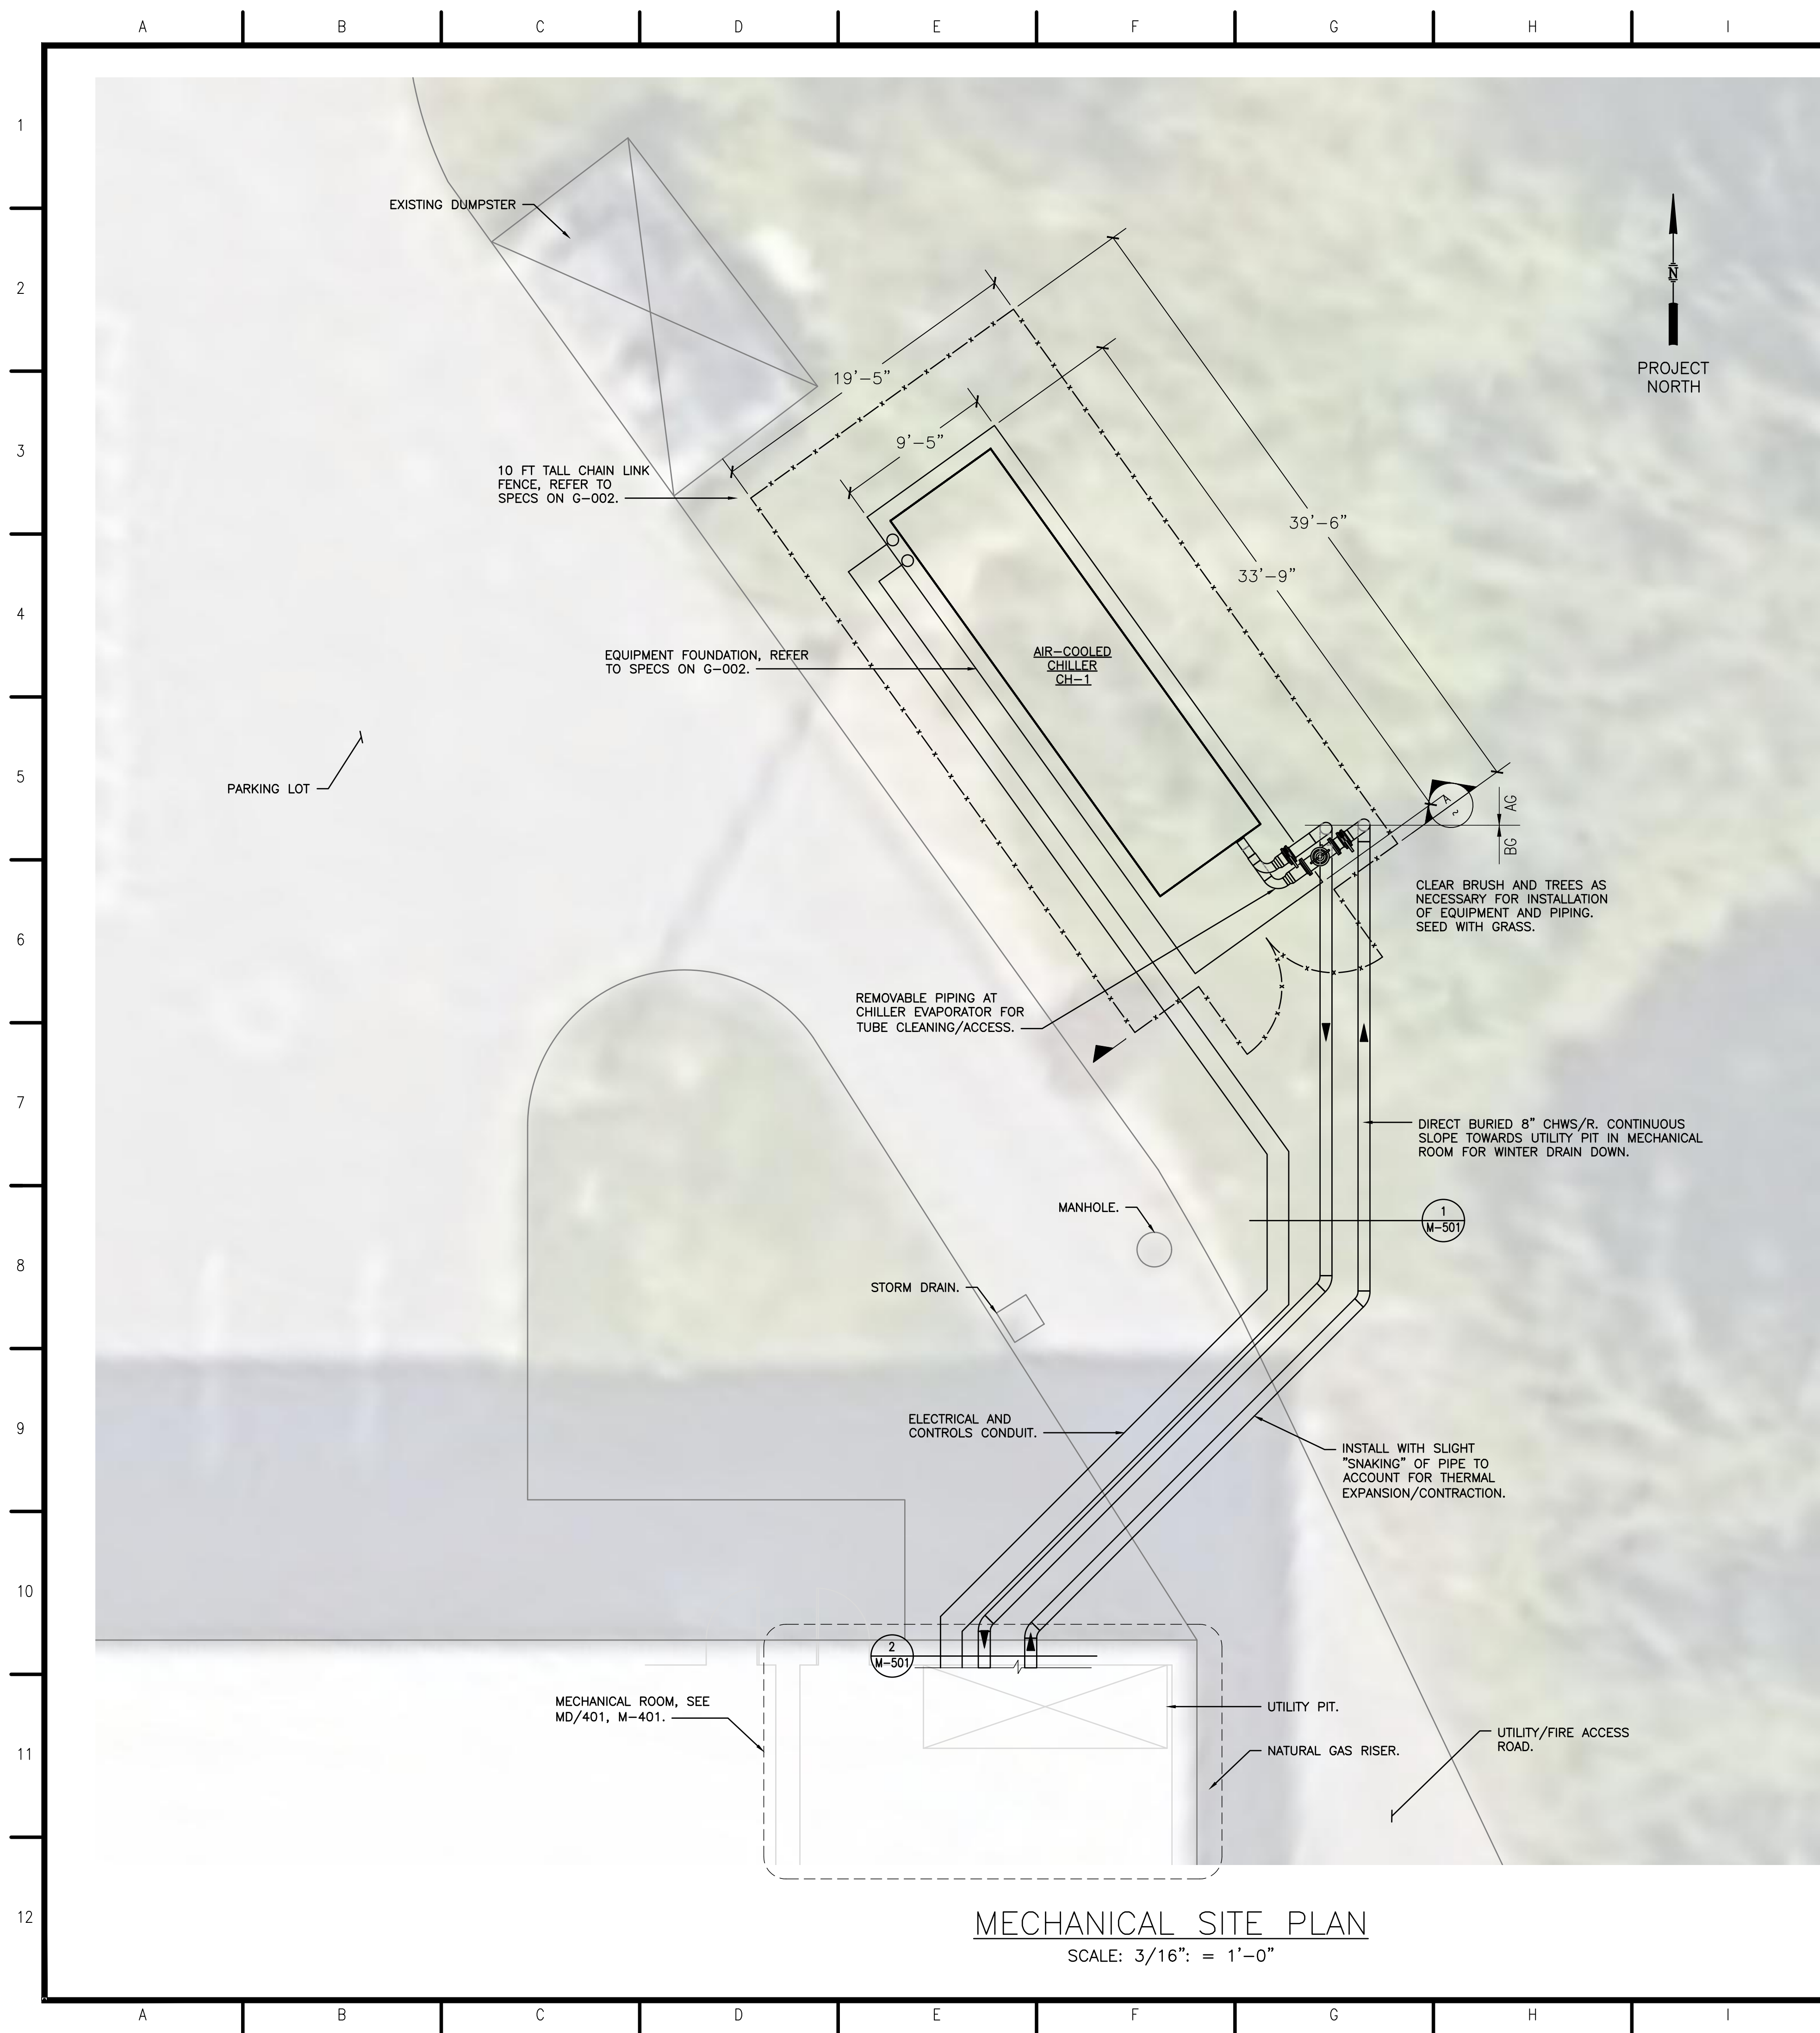 A B C D E F G H I
1
EXISTING DUMPSTER
2
N
PROJECT
NORTH
19'-5"
3
9'-5"
10 FT TALL CHAIN LINK
FENCE, REFER TO
SPECS ON G-002.
39'-6"
33'-9"
4
EQUIPMENT FOUNDATION, REFER
TO SPECS ON G-002.
AIR-COOLED
CHILLER
CH-1
5
PARKING LOT
A
~
AG
BG
CLEAR BRUSH AND TREES AS
NECESSARY FOR INSTALLATION
OF EQUIPMENT AND PIPING.
SEED WITH GRASS.
6
REMOVABLE PIPING AT
CHILLER EVAPORATOR FOR
TUBE CLEANING/ACCESS.
7
DIRECT BURIED 8" CHWS/R. CONTINUOUS
SLOPE TOWARDS UTILITY PIT IN MECHANICAL
ROOM FOR WINTER DRAIN DOWN.
MANHOLE.
1
M-501
8
STORM DRAIN.
9
ELECTRICAL AND
CONTROLS CONDUIT.
INSTALL WITH SLIGHT
"SNAKING" OF PIPE TO
ACCOUNT FOR THERMAL
EXPANSION/CONTRACTION.
10
2
M-501
MECHANICAL ROOM, SEE
MD/401, M-401.
UTILITY PIT.
11
NATURAL GAS RISER.
UTILITY/FIRE ACCESS
ROAD.
12
MECHANICAL SITE PLAN
SCALE: 3/16": = 1'-0"
A B C D E F G H I